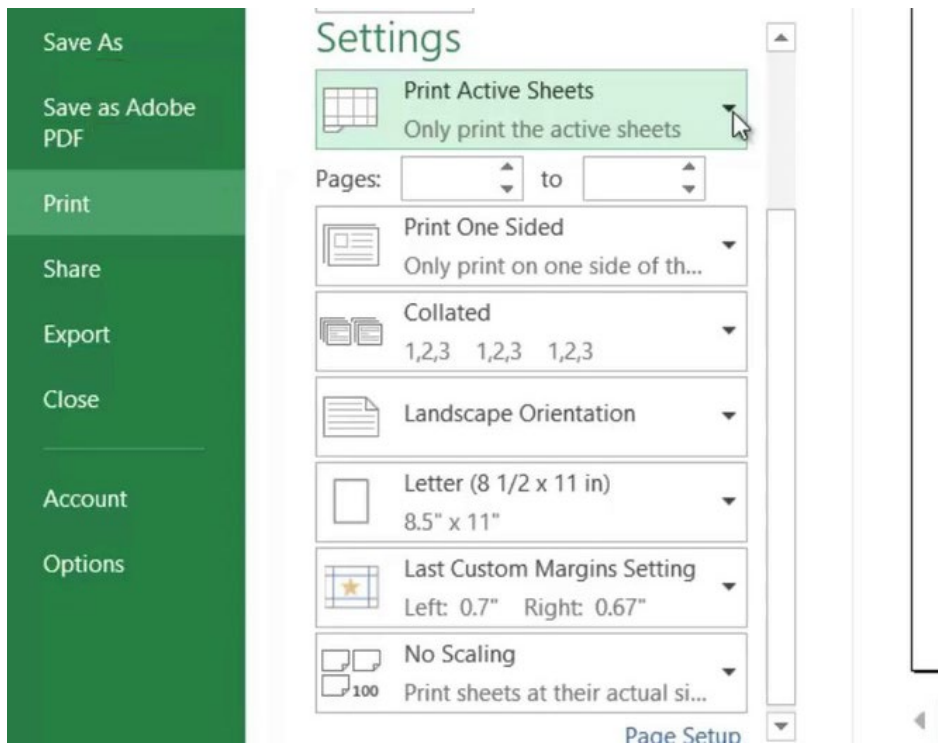 Save As
Save as Adobe
PDF
Print
Share
Export
Close
Account
Options
Settings
Print Active Sheets
Only print the active sheets
Pages: to
Print One Sided
Only print on one side of th...
Collated
1,2,3 1,2,3 1,2,3
Landscape Orientation
Letter (8 1/2 x 11 in)
8.5" x 11"
Last Custom Margins Setting
Left: 0.7" Right: 0.67"
No Scaling
100
Print sheets at their actual si...
Page Setup